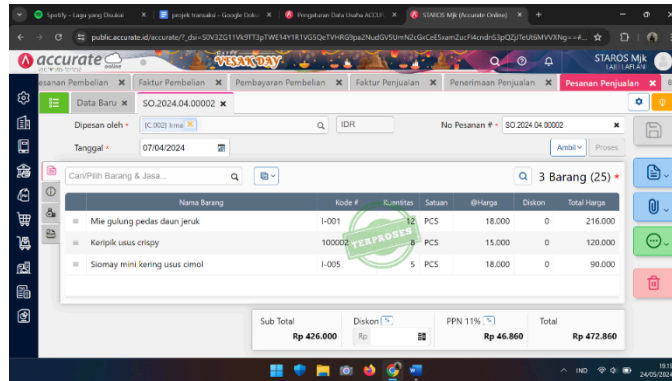 Spotify - Lagu yang Disukai
projek transaksi - Google Doku
Pengaturan Data Usaha ACCU
STAROS Mjk (Accurate Online)
accurate
VESAK DAY
STAROS Mjk
esanan Pembelian
Faktur Pembelian
Pembayaran Pembelian
Faktur Penjualan
Penerimaan Penjualan
Pesanan Penjualan
Data Baru
SO.2024.04.00002
Dipesan oleh
[C.002] Irma
IDR
No Pesanan #
SO.2024.04.00002
Tanggal
07/04/2024
Ambil
Proses
Cari/Pilih Barang & Jasa...
3 Barang (25) *
Nama Barang Kode # Kuantitas Satuan @Harga Diskon Total Harga
Mie gulung pedas daun jeruk I-001 12 PCS 18.000 0 216.000
Keripik usus crispy 100002 8 PCS 15.000 0 120.000
Siomay mini kering usus cimol I-005 5 PCS 18.000 0 90.000
TERPROSES
Sub Total Diskon PPN 11% Total
Rp 426.000 Rp Rp 46.860 Rp 472.860
IND
24/05/2024